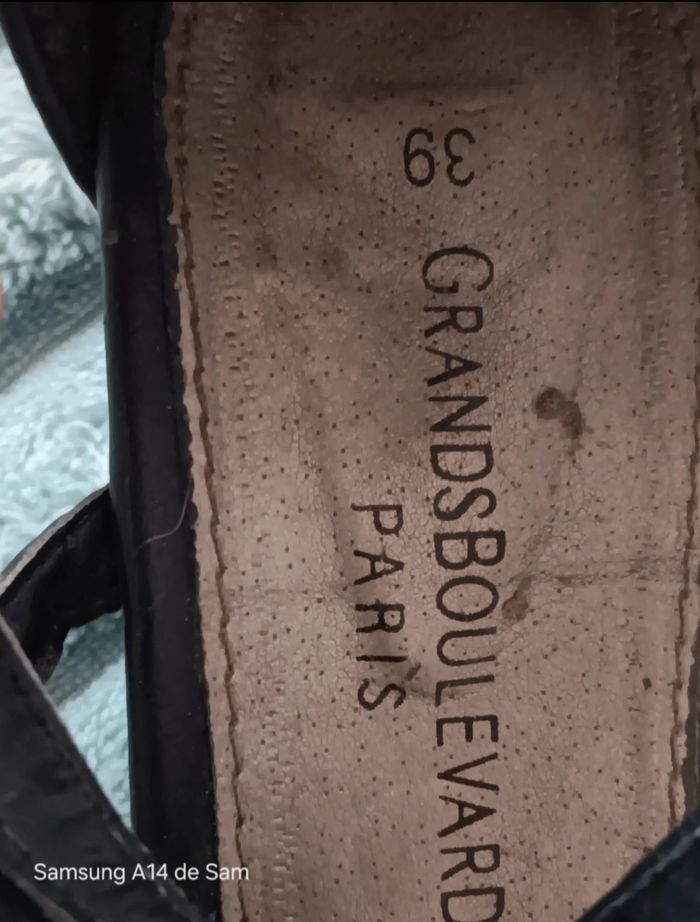 39
GRANDSBOULEVARD
PARIS
Samsung A14 de Sam